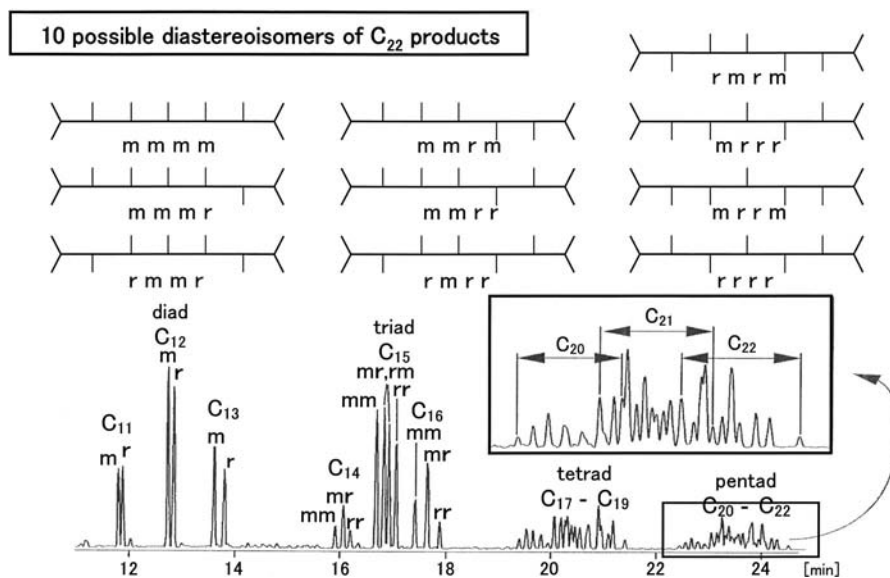 10 possible diastereoisomers of C22 products
r m r m
m m m m
m m r m
m r r r
m m m r
m m r r
m r r m
r m m r
r m r r
r r r r
diad
C12
m
r
C11
m
r
C13
m
r
triad
C15
mr,rm
rr
mm
C14
mr
mm
rr
C16
mm
mr
rr
C20
C21
C22
tetrad
C17 - C19
pentad
C20 - C22
12
14
16
18
20
22
24
[min]